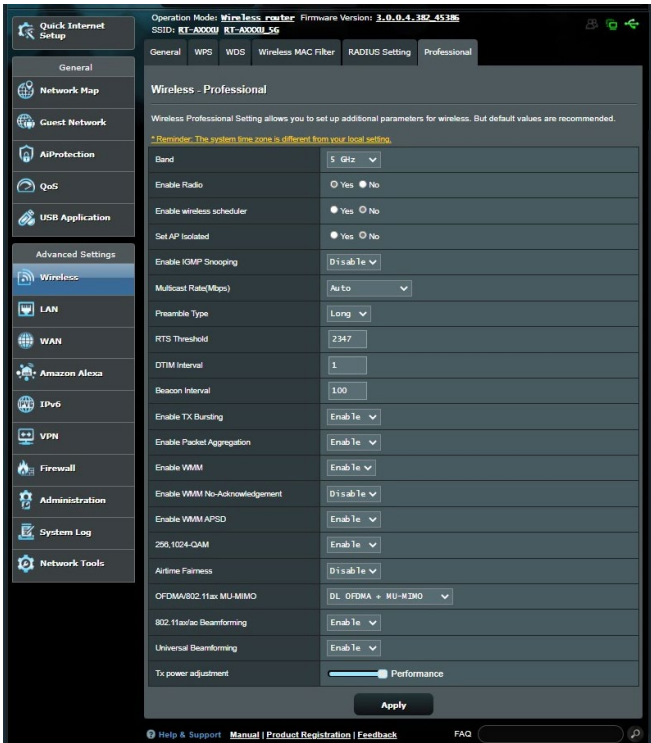 Quick Internet Setup
Operation Mode: Wireless router Firmware Version: 3.0.0.4.382_45386
SSID: RT-AXXXU RT-AXXXU_5G
General WPS WDS Wireless MAC Filter RADIUS Setting Professional
General
Network Map
Guest Network
AiProtection
QoS
USB Application
Advanced Settings
Wireless
LAN
WAN
Amazon Alexa
IPv6
VPN
Firewall
Administration
System Log
Network Tools
Wireless - Professional
Wireless Professional Setting allows you to set up additional parameters for wireless. But default values are recommended.
* Reminder: The system time zone is different from your local setting.
Band 5 GHz
Enable Radio Yes No
Enable wireless scheduler Yes No
Set AP Isolated Yes No
Enable IGMP Snooping Disable
Multicast Rate(Mbps) Auto
Preamble Type Long
RTS Threshold 2347
DTIM Interval 1
Beacon Interval 100
Enable TX Bursting Enable
Enable Packet Aggregation Enable
Enable WMM Enable
Enable WMM No-Acknowledgement Disable
Enable WMM APSD Enable
256,1024-QAM Enable
Airtime Fairness Disable
OFDMA/802.11ax MU-MIMO DL OFDMA + MU-MIMO
802.11ax/ac Beamforming Enable
Universal Beamforming Enable
Tx power adjustment Performance
Apply
Help & Support Manual | Product Registration | Feedback FAQ